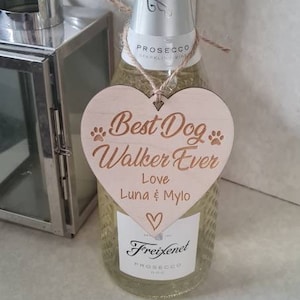 PROSECCO
Best Dog
Walker Ever
Love
Luna & Mylo
Freixenet
PROSECCO